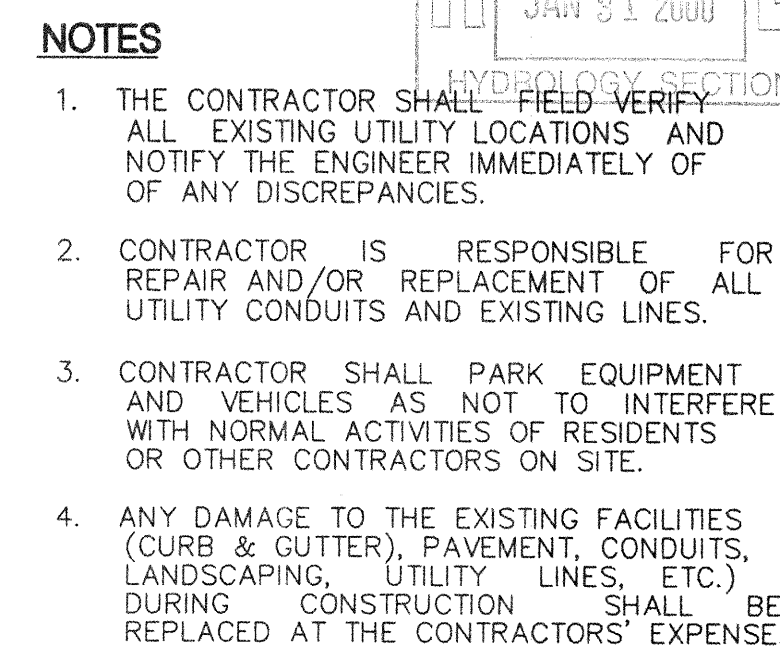 JAN 31 2000
NOTES
HYDROLOGY SECTION
1. THE CONTRACTOR SHALL FIELD VERIFY
ALL EXISTING UTILITY LOCATIONS AND
NOTIFY THE ENGINEER IMMEDIATELY OF
OF ANY DISCREPANCIES.
2. CONTRACTOR IS RESPONSIBLE FOR
REPAIR AND/OR REPLACEMENT OF ALL
UTILITY CONDUITS AND EXISTING LINES.
3. CONTRACTOR SHALL PARK EQUIPMENT
AND VEHICLES AS NOT TO INTERFERE
WITH NORMAL ACTIVITIES OF RESIDENTS
OR OTHER CONTRACTORS ON SITE.
4. ANY DAMAGE TO THE EXISTING FACILITIES
(CURB & GUTTER), PAVEMENT, CONDUITS,
LANDSCAPING, UTILITY LINES, ETC.)
DURING CONSTRUCTION SHALL BE
REPLACED AT THE CONTRACTORS' EXPENSE